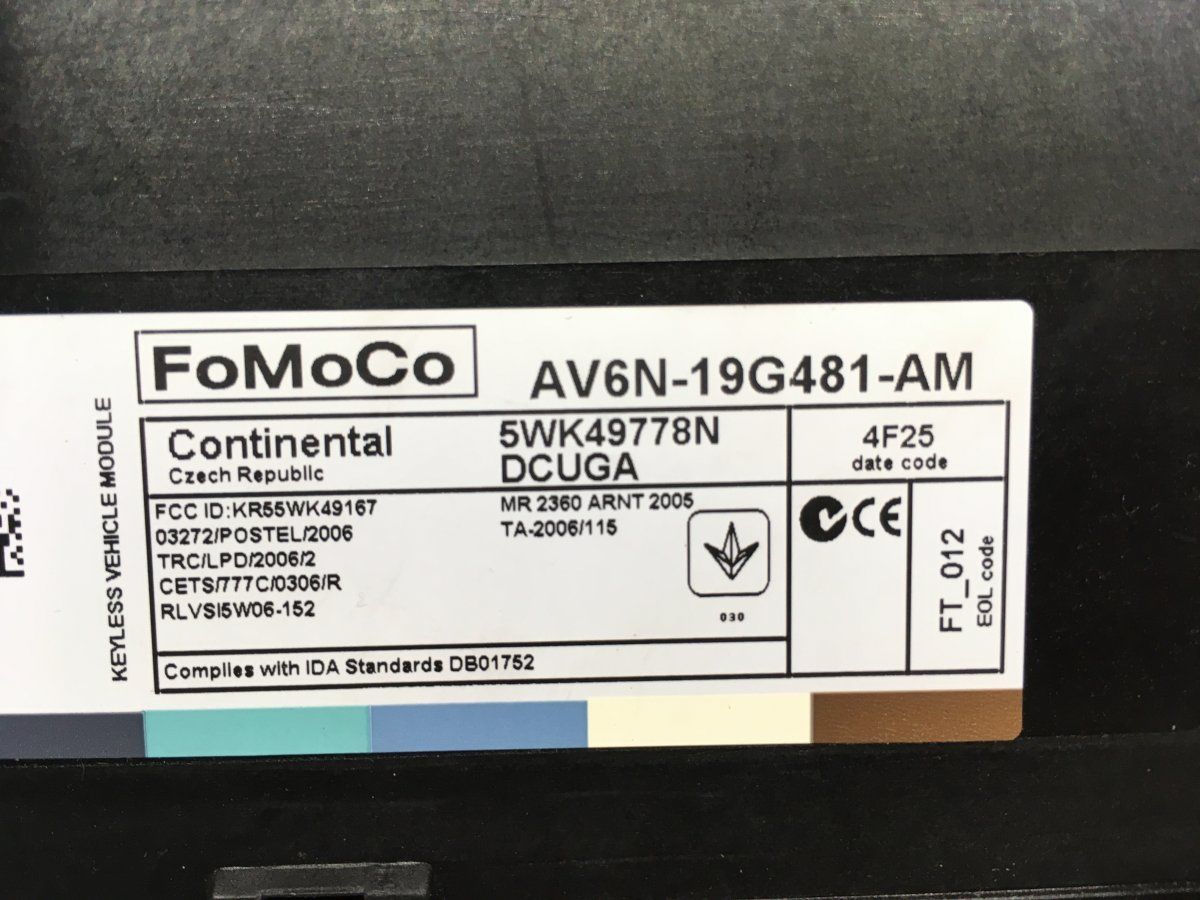 FoMoCo
AV6N-19G481-AM
KEYLESS VEHICLE MODULE
Continental
Czech Republic
5WK49778N
DCUGA
4F25
date code
FCC ID:KR55WK49167
03272/POSTEL/2006
TRC/LPD/2006/2
CETS/777C/0306/R
RLVSI5W06-152
MR 2360 ARNT 2005
TA-2006/115
030
CE
FT_012
EOL code
Complies with IDA Standards DB01752